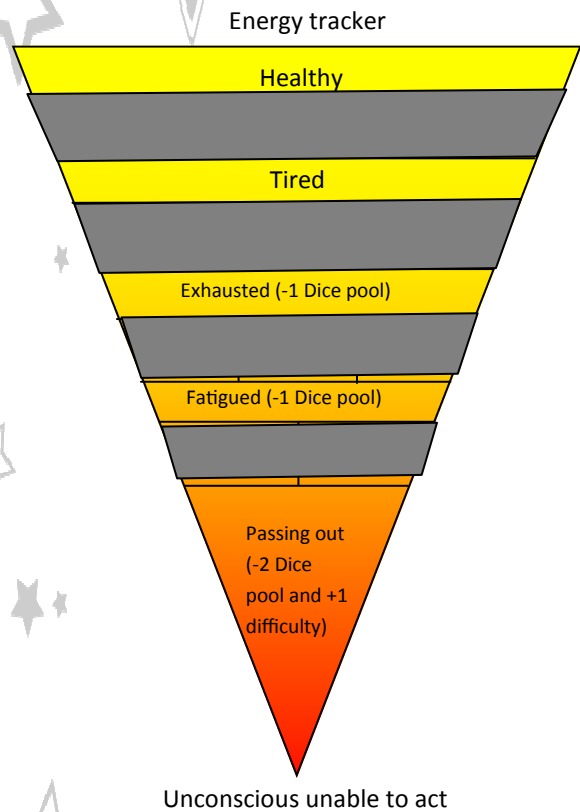 Energy tracker
Healthy
Tired
Exhausted (-1 Dice pool)
Fatigued (-1 Dice pool)
Passing out
(-2 Dice
pool and +1
difficulty)
Unconscious unable to act